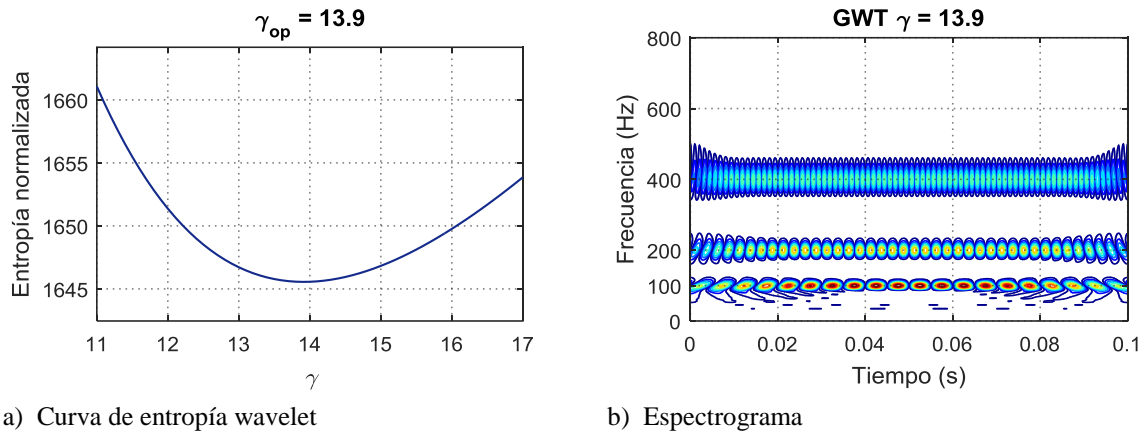 γop = 13.9
Entropía normalizada
1660
1655
1650
1645
11 12 13 14 15 16 17
γ
a) Curva de entropía wavelet
GWT γ = 13.9
Frecuencia (Hz)
800
600
400
200
100
0
0 0.02 0.04 0.06 0.08 0.1
Tiempo (s)
b) Espectrograma